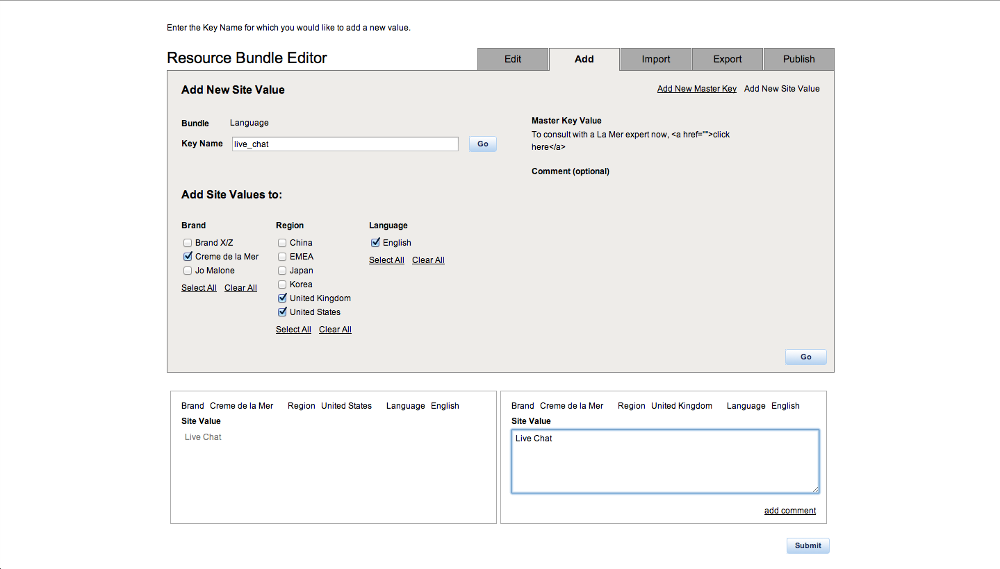 Enter the Key Name for which you would like to add a new value.
Resource Bundle Editor
Edit Add Import Export Publish
Add New Site Value
Add New Master Key Add New Site Value
Bundle Language
Key Name live_chat Go
Master Key Value
To consult with a La Mer expert now, <a href="">click
here</a>
Comment (optional)
Add Site Values to:
Brand
Brand X/Z
Creme de la Mer
Jo Malone
Select All Clear All
Region
China
EMEA
Japan
Korea
United Kingdom
United States
Select All Clear All
Language
English
Select All Clear All
Go
Brand Creme de la Mer Region United States Language English
Site Value
Live Chat
Brand Creme de la Mer Region United Kingdom Language English
Site Value
Live Chat
add comment
Submit